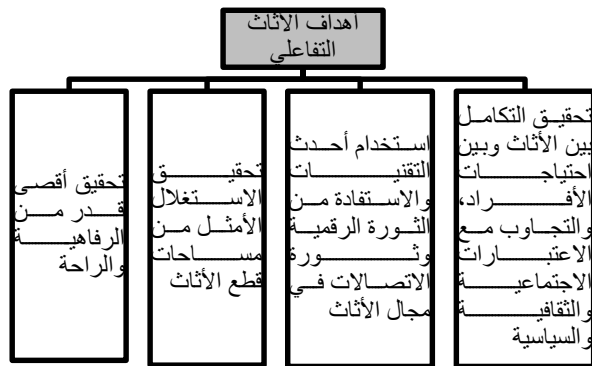 أهداف الأثاث
التفاعلي
تحقيق التكامل
بين الأثاث وبين
احتياجات
الأفراد،
والتجاوب مع
الاعتبارات
الاجتماعية
والثقافية
والسياسية
استخدام أحدث
التقنيات
والاستفادة من
الثورة الرقمية
وثورة
الاتصالات في
مجال الأثاث
تحقيق
الاستغلال
الأمثل من
مساحات
قطع الأثاث
تحقيق أقصى
قدر من
الرفاهية
والراحة